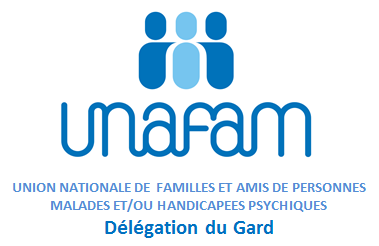 unafam
UNION NATIONALE DE FAMILLES ET AMIS DE PERSONNES
MALADES ET/OU HANDICAPEES PSYCHIQUES
Délégation du Gard